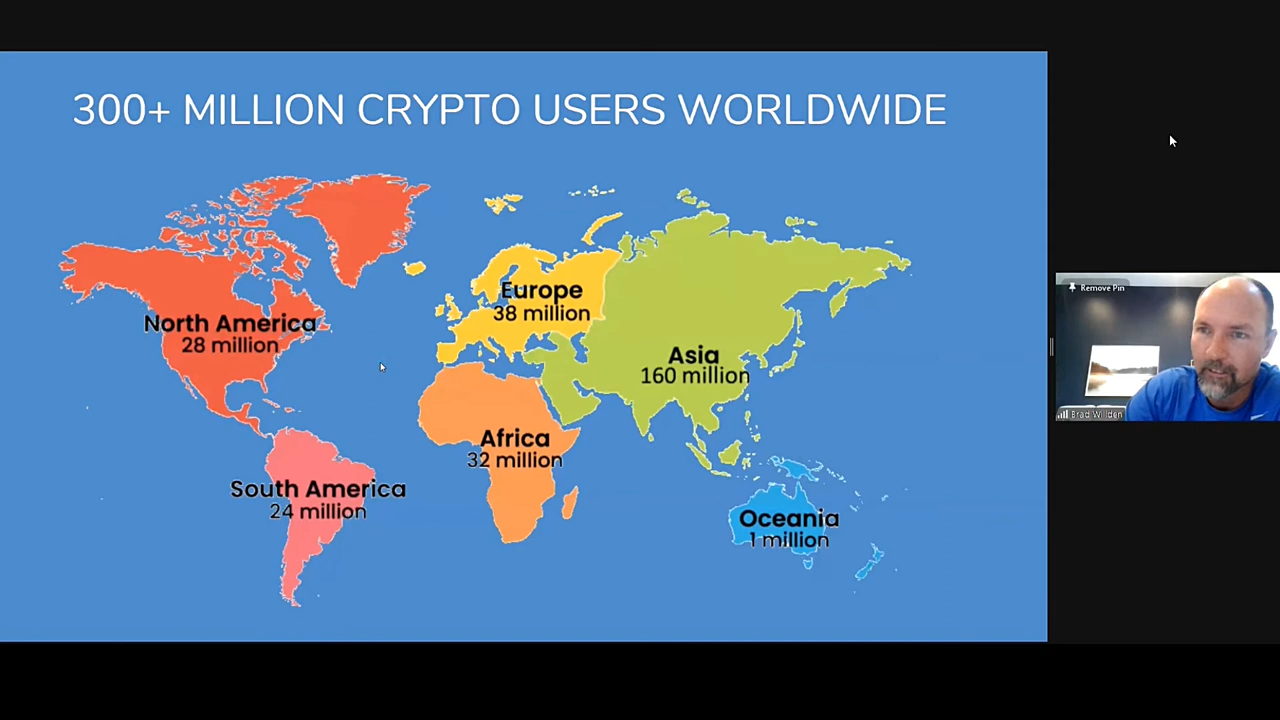 300+ MILLION CRYPTO USERS WORLDWIDE
North America
28 million
Europe
38 million
Asia
160 million
Africa
32 million
South America
24 million
Oceania
1 million
Remove Pin
Brad Willden